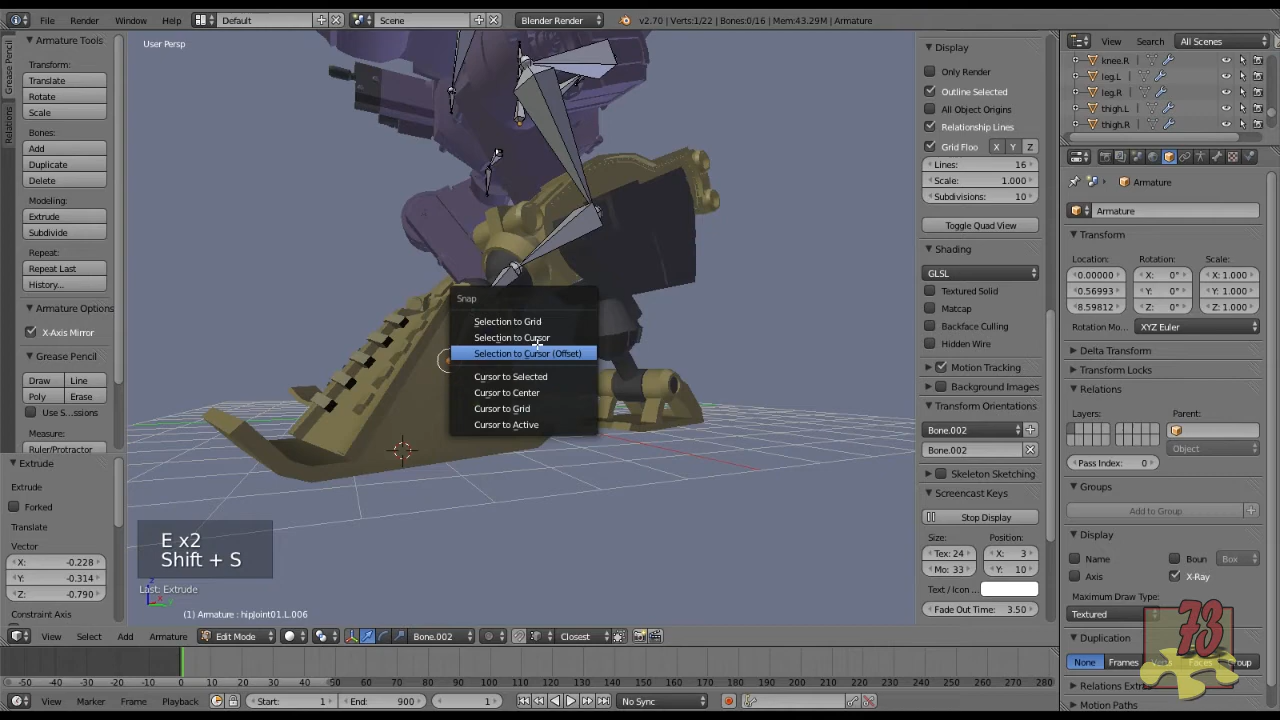 File
Render
Window
Help
Default
Scene
Blender Render
v2.70 | Verts:1/22 | Bones:0/16 | Mem:43.29M | Armature
Grease Pencil
Relations
Armature Tools
Transform:
Translate
Rotate
Scale
Bones:
Add
Duplicate
Delete
Modeling:
Extrude
Subdivide
Repeat:
Repeat Last
History...
Armature Options
X-Axis Mirror
Grease Pencil
Draw
Line
Poly
Erase
Use S...ssions
Measure:
Ruler/Protractor
Extrude
Extrude
Forked
Translate
Vector
X: -0.228
Y: -0.314
Z: -0.790
Constraint Axis
User Persp
Snap
Selection to Grid
Selection to Cursor
Selection to Cursor (Offset)
Cursor to Selected
Cursor to Center
Cursor to Grid
Cursor to Active
E x2
Shift + S
Last: Extrude
(1) Armature : hipJoint01.L.006
Display
Only Render
Outline Selected
All Object Origins
Relationship Lines
Grid Floo
X
Y
Z
Lines: 16
Scale: 1.000
Subdivisions: 10
Toggle Quad View
Shading
GLSL
Textured Solid
Matcap
Backface Culling
Hidden Wire
Motion Tracking
Background Images
Transform Orientations
Bone.002
Bone.002
Skeleton Sketching
Screencast Keys
Stop Display
Size:
Position:
Tex: 24
X: 3
Mo: 33
Y: 10
Text / Icon ...
Fade Out Time: 3.50
View
Search
All Scenes
knee.R
leg.L
leg.R
thigh.L
thigh.R
Armature
Armature
Transform
Location:
Rotation:
Scale:
0.00000
X: 0°
X: 1.000
0.56993
Y: 0°
Y: 1.000
8.59812
Z: 0°
Z: 1.000
Rotation Mo...
XYZ Euler
Delta Transform
Transform Locks
Relations
Layers:
Parent:
Object
Pass Index: 0
Groups
Add to Group
Display
Name
Boun
Box
Axis
X-Ray
Maximum Draw Type:
Textured
Duplication
None
Frames
Verts
Faces
Group
Relations Extras
Motion Paths
73
View
Select
Add
Armature
Edit Mode
Bone.002
Closest
-50 -40 -30 -20 -10 0 10 20 30 40 50 60 70 80 90 100 110 120 130 140 150 160 170 180 190 200 210 220 230 240 250 260 270 280
View
Marker
Frame
Playback
Start: 1
End: 900
1
No Sync